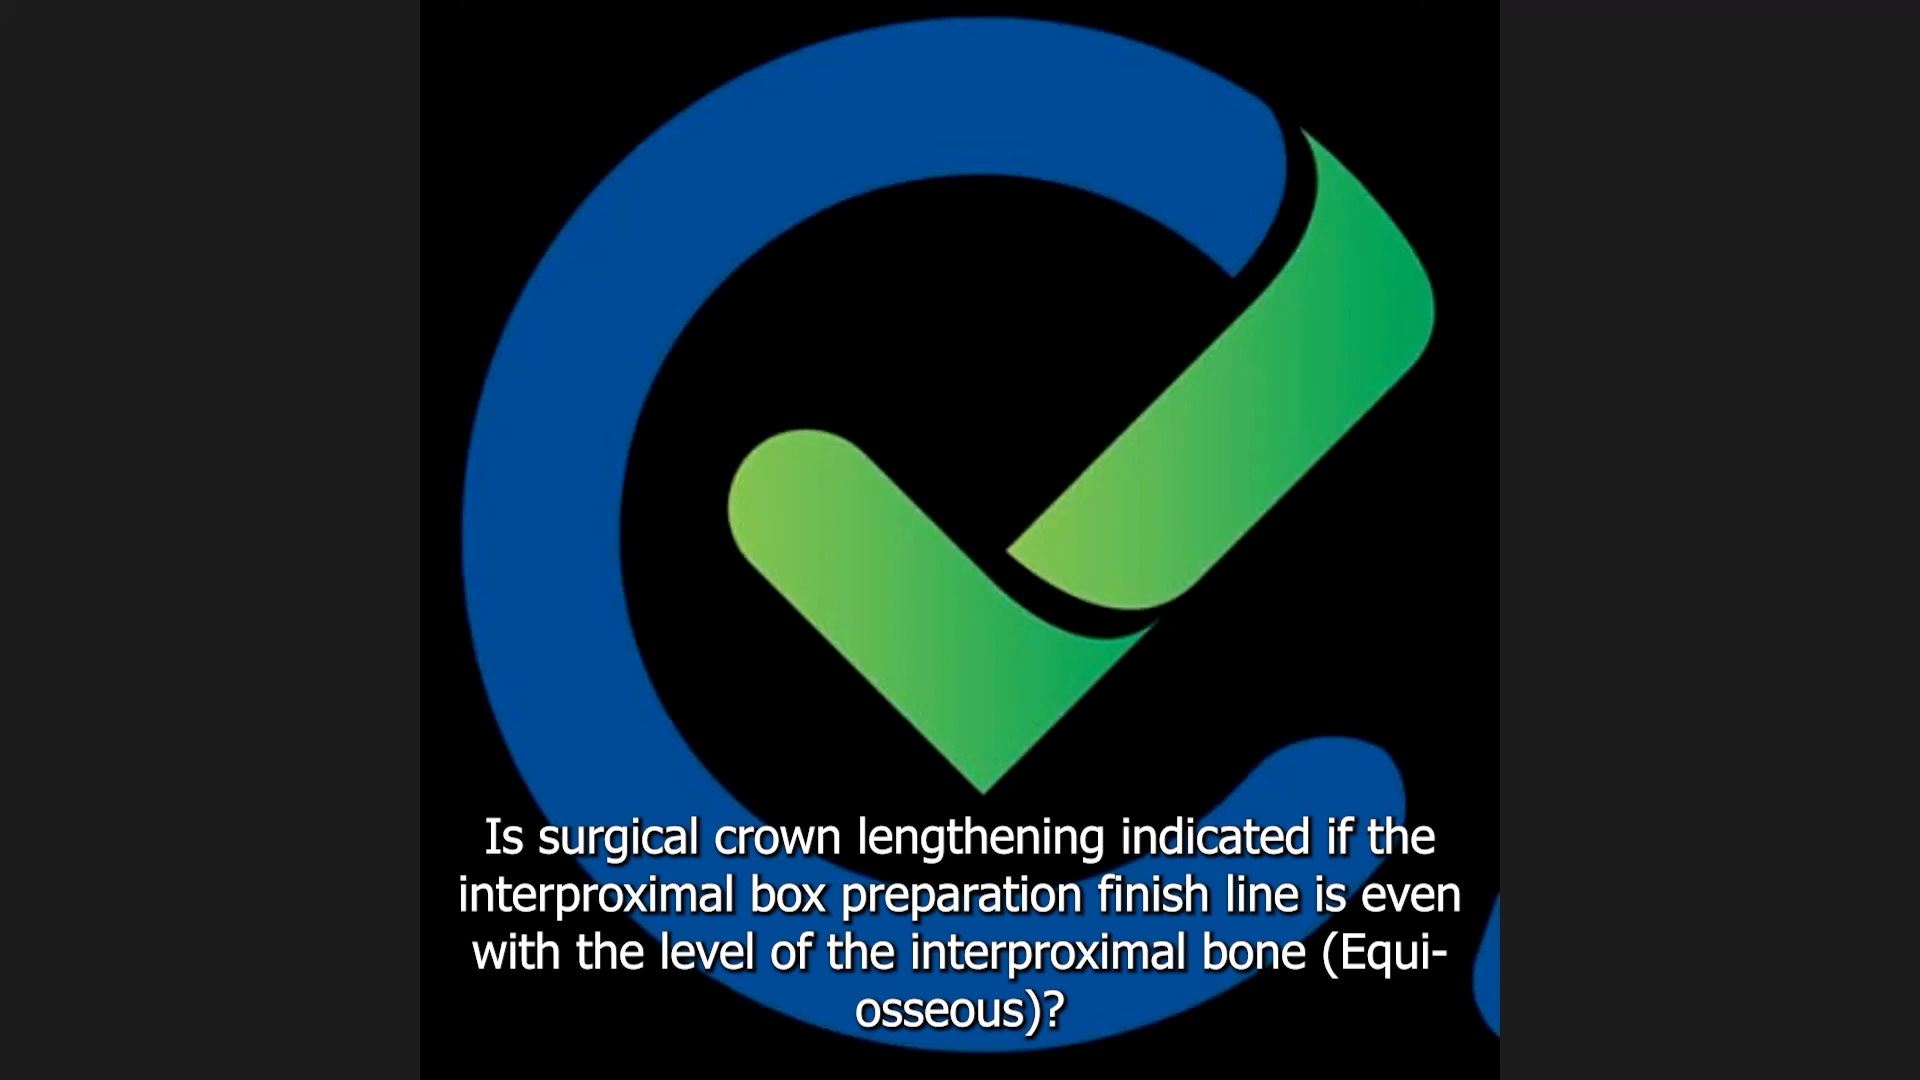 Is surgical crown lengthening indicated if the
interproximal box preparation finish line is even
with the level of the interproximal bone (Equi-
osseous)?